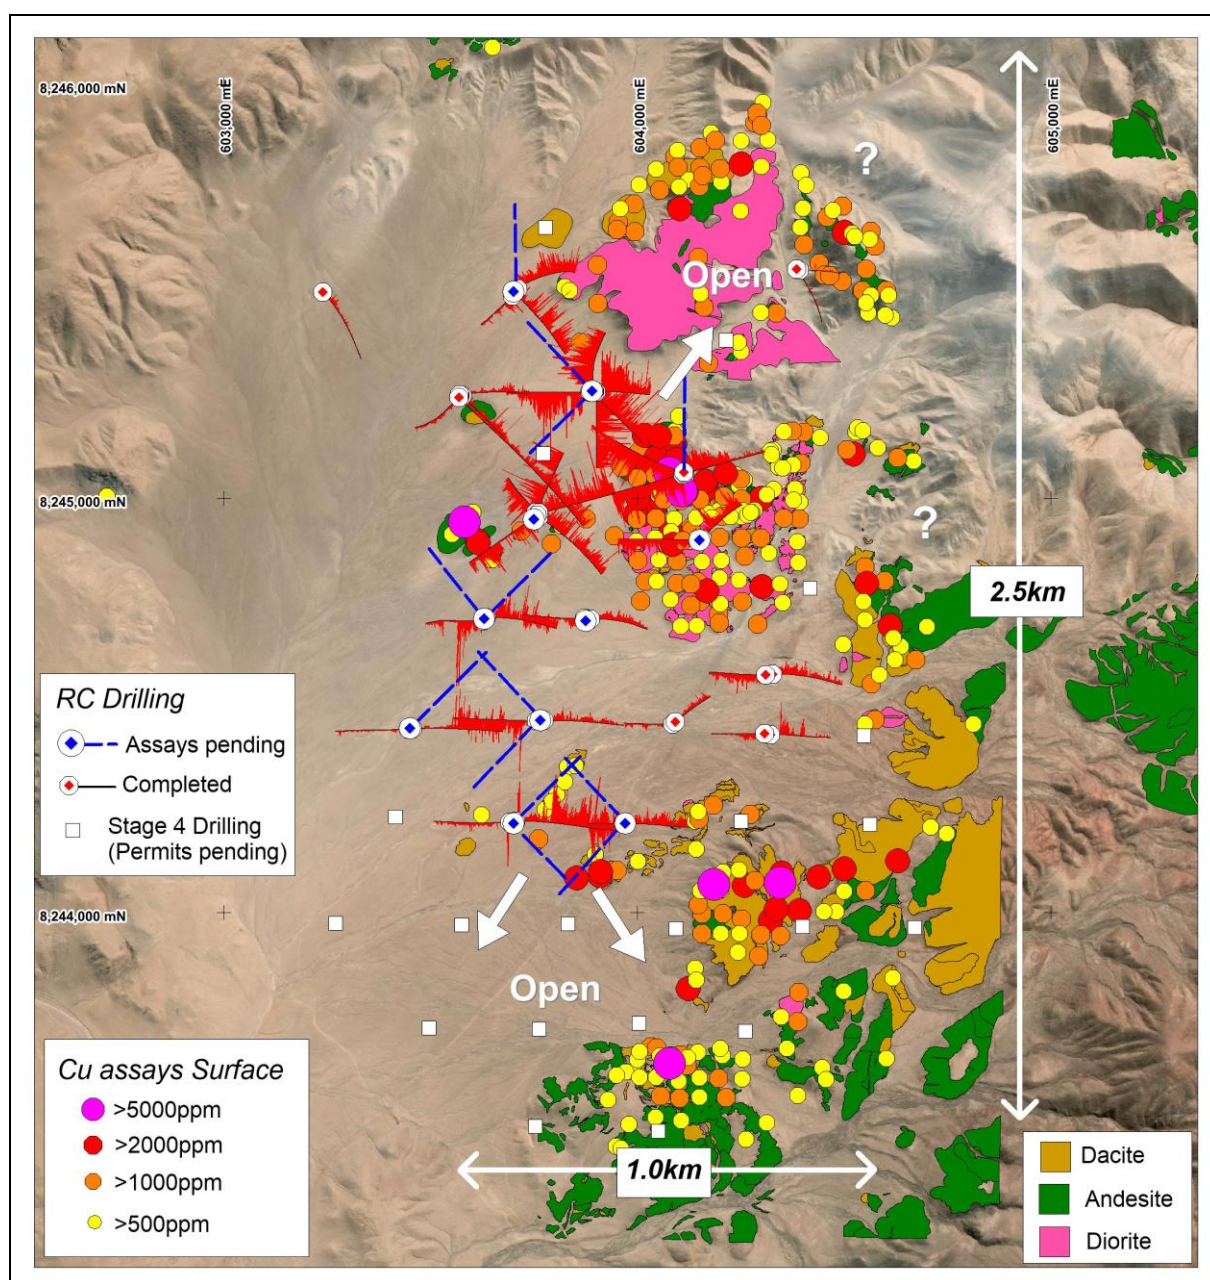 8,246,000 mN
603,000 mE
604,000 mE
605,000 mE
?
Open
8,245,000 mN
?
2.5km
RC Drilling
Assays pending
Completed
Stage 4 Drilling
(Permits pending)
8,244,000 mN
Open
Cu assays Surface
>5000ppm
>2000ppm
>1000ppm
>500ppm
1.0km
Dacite
Andesite
Diorite